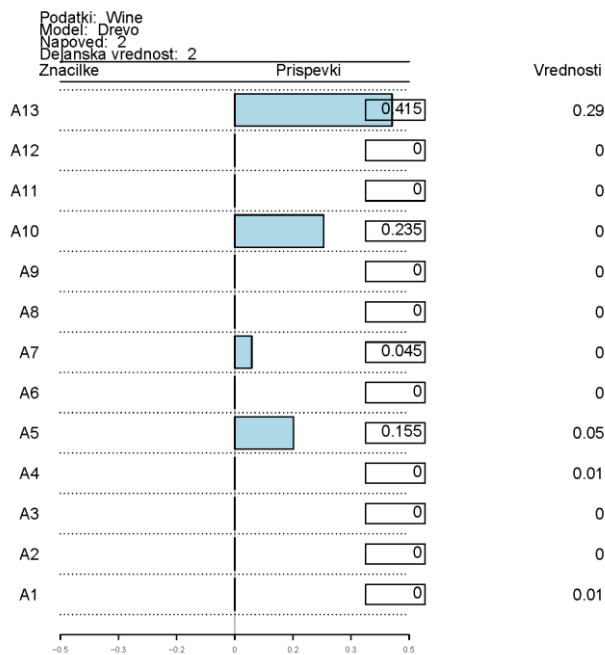 Podatki: Wine
Model: Drevo
Napoved: 2
Dejanska vrednost: 2
Znacilke Prispevki Vrednosti
A13 0.415 0.29
A12 0 0
A11 0 0
A10 0.235 0
A9 0 0
A8 0 0
A7 0.045 0
A6 0 0
A5 0.155 0.05
A4 0 0.01
A3 0 0
A2 0 0
A1 0 0.01
−0.5 −0.3 −0.2 0 0.2 0.3 0.5